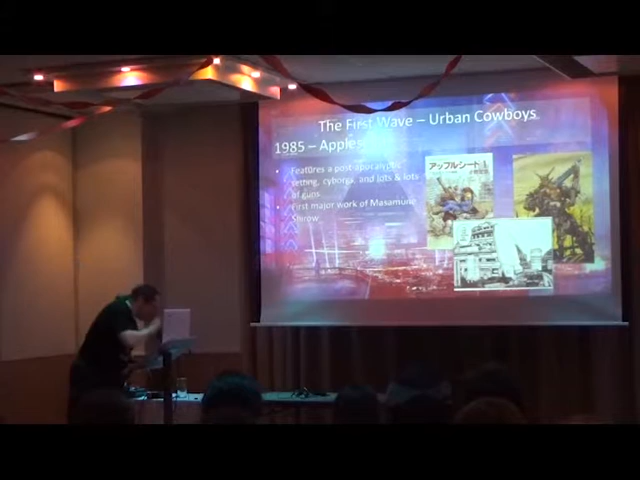 The First Wave – Urban Cowboys
1985 –
Features a post-apocalyptic
setting, cyborgs, and lots & lots
of guns
First major work of Masamune
Shirow
アップルシード 1